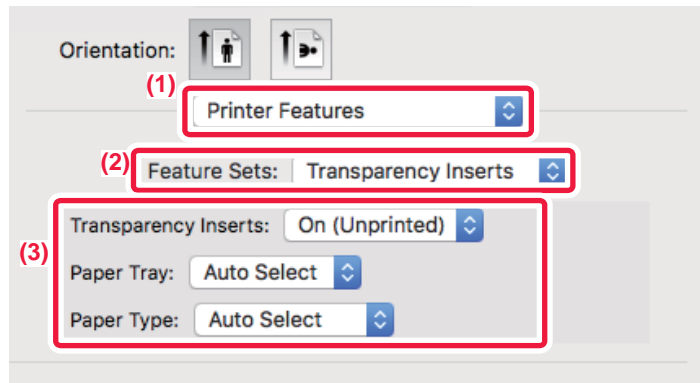 Orientation:
(1)
Printer Features
(2) Feature Sets: Transparency Inserts
Transparency Inserts: On (Unprinted)
(3)
Paper Tray: Auto Select
Paper Type: Auto Select